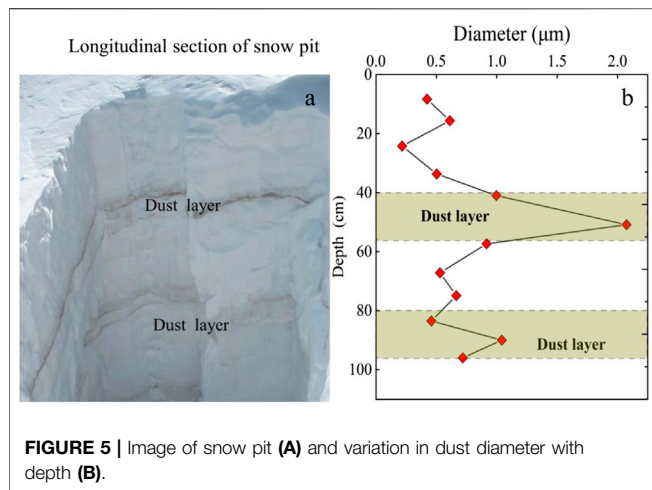 Longitudinal section of snow pit
a
Dust layer
Dust layer
Diameter (μm)
0.0 0.5 1.0 1.5 2.0
b
0
20
40
60
80
100
Depth (cm)
Dust layer
Dust layer
FIGURE 5 | Image of snow pit (A) and variation in dust diameter with
depth (B).